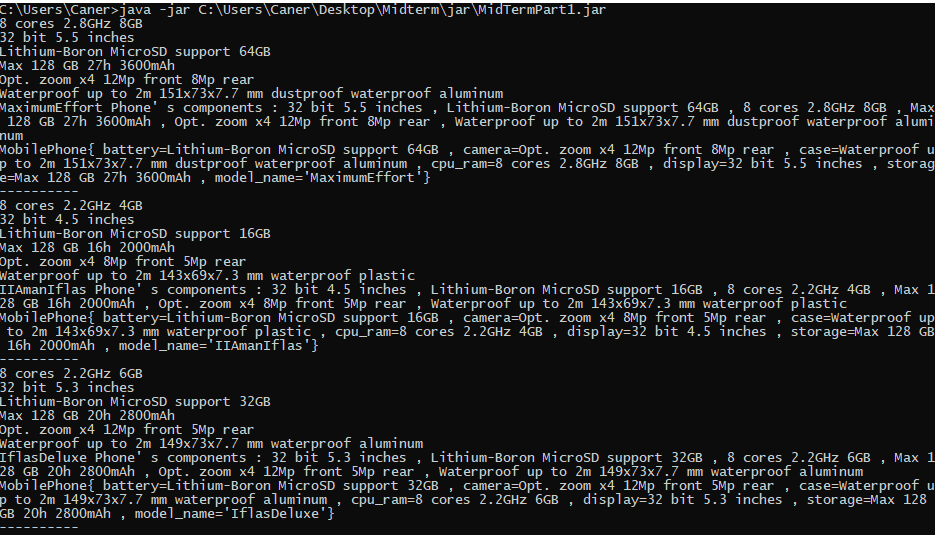 C:\Users\Caner>java -jar C:\Users\Caner\Desktop\Midterm\jar\MidTermPart1.jar
8 cores 2.8GHz 8GB
32 bit 5.5 inches
Lithium-Boron MicroSD support 64GB
Max 128 GB 27h 3600mAh
Opt. zoom x4 12Mp front 8Mp rear
Waterproof up to 2m 151x73x7.7 mm dustproof waterproof aluminum
MaximumEffort Phone' s components : 32 bit 5.5 inches , Lithium-Boron MicroSD support 64GB , 8 cores 2.8GHz 8GB , Max
 128 GB 27h 3600mAh , Opt. zoom x4 12Mp front 8Mp rear , Waterproof up to 2m 151x73x7.7 mm dustproof waterproof alumi
num
MobilePhone{ battery=Lithium-Boron MicroSD support 64GB , camera=Opt. zoom x4 12Mp front 8Mp rear , case=Waterproof u
p to 2m 151x73x7.7 mm dustproof waterproof aluminum , cpu_ram=8 cores 2.8GHz 8GB , display=32 bit 5.5 inches , storag
e=Max 128 GB 27h 3600mAh , model_name='MaximumEffort'}
----------
8 cores 2.2GHz 4GB
32 bit 4.5 inches
Lithium-Boron MicroSD support 16GB
Max 128 GB 16h 2000mAh
Opt. zoom x4 8Mp front 5Mp rear
Waterproof up to 2m 143x69x7.3 mm waterproof plastic
IIAmanIflas Phone' s components : 32 bit 4.5 inches , Lithium-Boron MicroSD support 16GB , 8 cores 2.2GHz 4GB , Max 1
28 GB 16h 2000mAh , Opt. zoom x4 8Mp front 5Mp rear , Waterproof up to 2m 143x69x7.3 mm waterproof plastic
MobilePhone{ battery=Lithium-Boron MicroSD support 16GB , camera=Opt. zoom x4 8Mp front 5Mp rear , case=Waterproof up
 to 2m 143x69x7.3 mm waterproof plastic , cpu_ram=8 cores 2.2GHz 4GB , display=32 bit 4.5 inches , storage=Max 128 GB
 16h 2000mAh , model_name='IIAmanIflas'}
----------
8 cores 2.2GHz 6GB
32 bit 5.3 inches
Lithium-Boron MicroSD support 32GB
Max 128 GB 20h 2800mAh
Opt. zoom x4 12Mp front 5Mp rear
Waterproof up to 2m 149x73x7.7 mm waterproof aluminum
IflasDeluxe Phone' s components : 32 bit 5.3 inches , Lithium-Boron MicroSD support 32GB , 8 cores 2.2GHz 6GB , Max 1
28 GB 20h 2800mAh , Opt. zoom x4 12Mp front 5Mp rear , Waterproof up to 2m 149x73x7.7 mm waterproof aluminum
MobilePhone{ battery=Lithium-Boron MicroSD support 32GB , camera=Opt. zoom x4 12Mp front 5Mp rear , case=Waterproof u
p to 2m 149x73x7.7 mm waterproof aluminum , cpu_ram=8 cores 2.2GHz 6GB , display=32 bit 5.3 inches , storage=Max 128
GB 20h 2800mAh , model_name='IflasDeluxe'}
----------